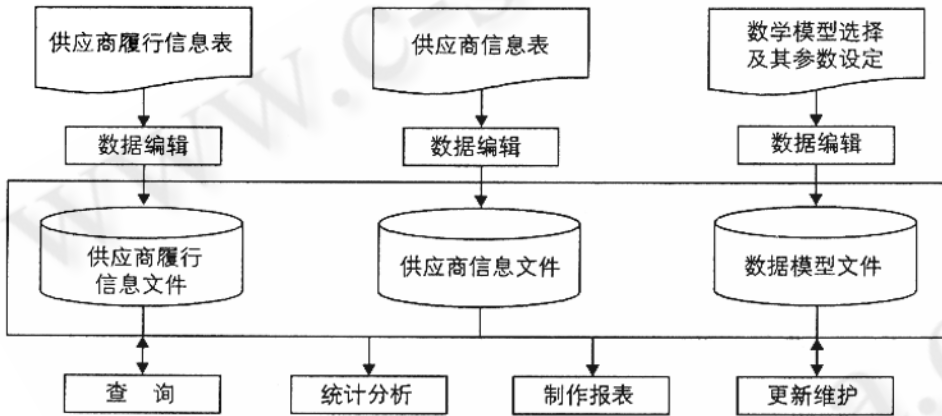 供应商履行信息表
供应商信息表
数学模型选择
及其参数设定
数据编辑
数据编辑
数据编辑
供应商履行
信息文件
供应商信息文件
数据模型文件
查 询
统计分析
制作报表
更新维护
www.c-s
a.c